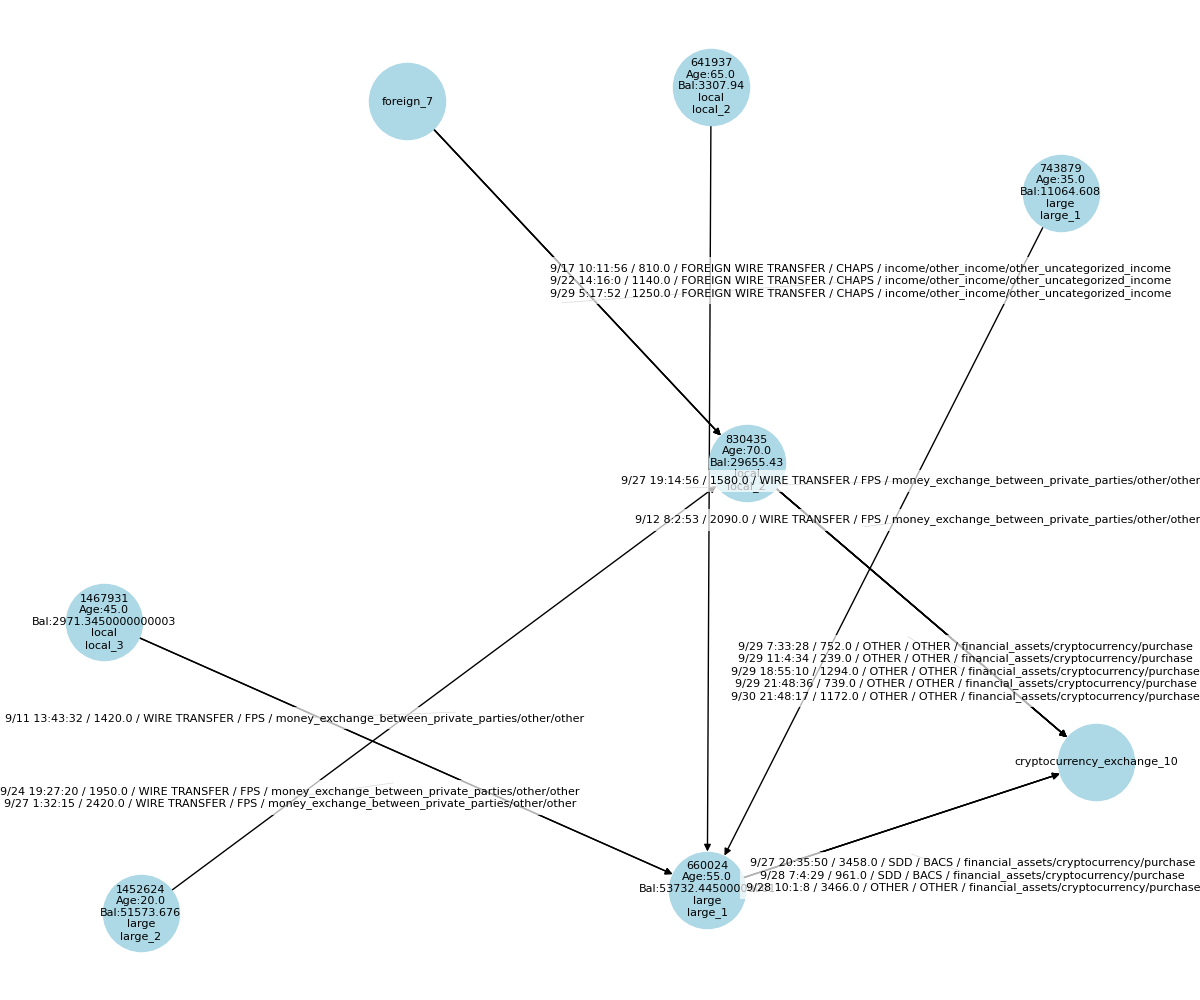 foreign_7
641937
Age:65.0
Bal:3307.94
local
local_2
743879
Age:35.0
Bal:11064.608
large
large_1
9/17 10:11:56 / 810.0 / FOREIGN WIRE TRANSFER / CHAPS / income/other_income/other_uncategorized_income
9/22 14:16:0 / 1140.0 / FOREIGN WIRE TRANSFER / CHAPS / income/other_income/other_uncategorized_income
9/29 5:17:52 / 1250.0 / FOREIGN WIRE TRANSFER / CHAPS / income/other_income/other_uncategorized_income
830435
Age:70.0
Bal:29655.43
local
local_2
9/27 19:14:56 / 1580.0 / WIRE TRANSFER / FPS / money_exchange_between_private_parties/other/other
9/12 8:2:53 / 2090.0 / WIRE TRANSFER / FPS / money_exchange_between_private_parties/other/other
1467931
Age:45.0
Bal:2971.3450000000003
local
local_3
9/29 7:33:28 / 752.0 / OTHER / OTHER / financial_assets/cryptocurrency/purchase
9/29 11:4:34 / 239.0 / OTHER / OTHER / financial_assets/cryptocurrency/purchase
9/29 18:55:10 / 1294.0 / OTHER / OTHER / financial_assets/cryptocurrency/purchase
9/29 21:48:36 / 739.0 / OTHER / OTHER / financial_assets/cryptocurrency/purchase
9/30 21:48:17 / 1172.0 / OTHER / OTHER / financial_assets/cryptocurrency/purchase
9/11 13:43:32 / 1420.0 / WIRE TRANSFER / FPS / money_exchange_between_private_parties/other/other
cryptocurrency_exchange_10
9/24 19:27:20 / 1950.0 / WIRE TRANSFER / FPS / money_exchange_between_private_parties/other/other
9/27 1:32:15 / 2420.0 / WIRE TRANSFER / FPS / money_exchange_between_private_parties/other/other
660024
Age:55.0
large
large_1
9/27 20:35:50 / 3458.0 / SDD / BACS / financial_assets/cryptocurrency/purchase
9/28 7:4:29 / 961.0 / SDD / BACS / financial_assets/cryptocurrency/purchase
9/28 10:1:8 / 3466.0 / OTHER / OTHER / financial_assets/cryptocurrency/purchase
1452624
Age:20.0
Bal:51573.676
large
large_2